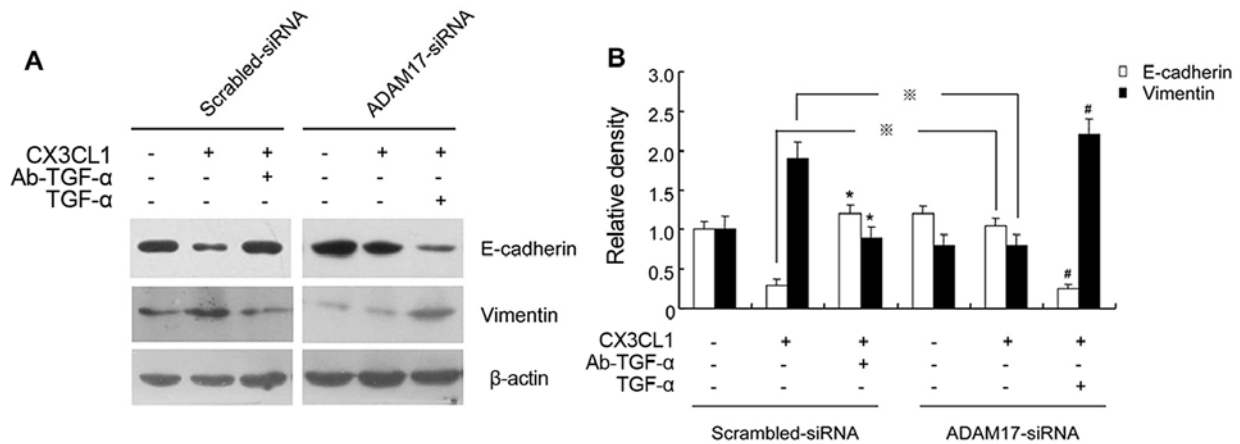 A
Scrabled-siRNA
ADAM17-siRNA
CX3CL1 - + + - + +
Ab-TGF-α - - + - - -
TGF-α - - - - - +
E-cadherin
Vimentin
β-actin
B
E-cadherin
Vimentin
Relative density
3.0
2.5
2.0
1.5
1.0
0.5
0
※
※
* *
# #
CX3CL1 - + + - + +
Ab-TGF-α - - + - - -
TGF-α - - - - - +
Scrambled-siRNA
ADAM17-siRNA